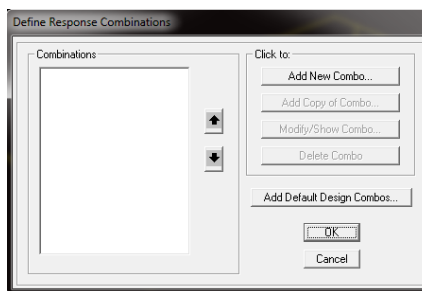 Define Response Combinations
Combinations
Click to:
Add New Combo...
Add Copy of Combo...
Modify/Show Combo...
Delete Combo
Add Default Design Combos...
OK
Cancel